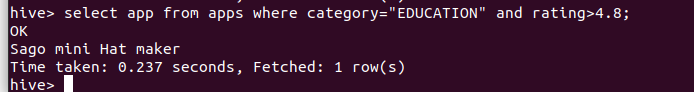 hive> select app from apps where category="EDUCATION" and rating>4.8;
OK
Sago mini Hat maker
Time taken: 0.237 seconds, Fetched: 1 row(s)
hive>